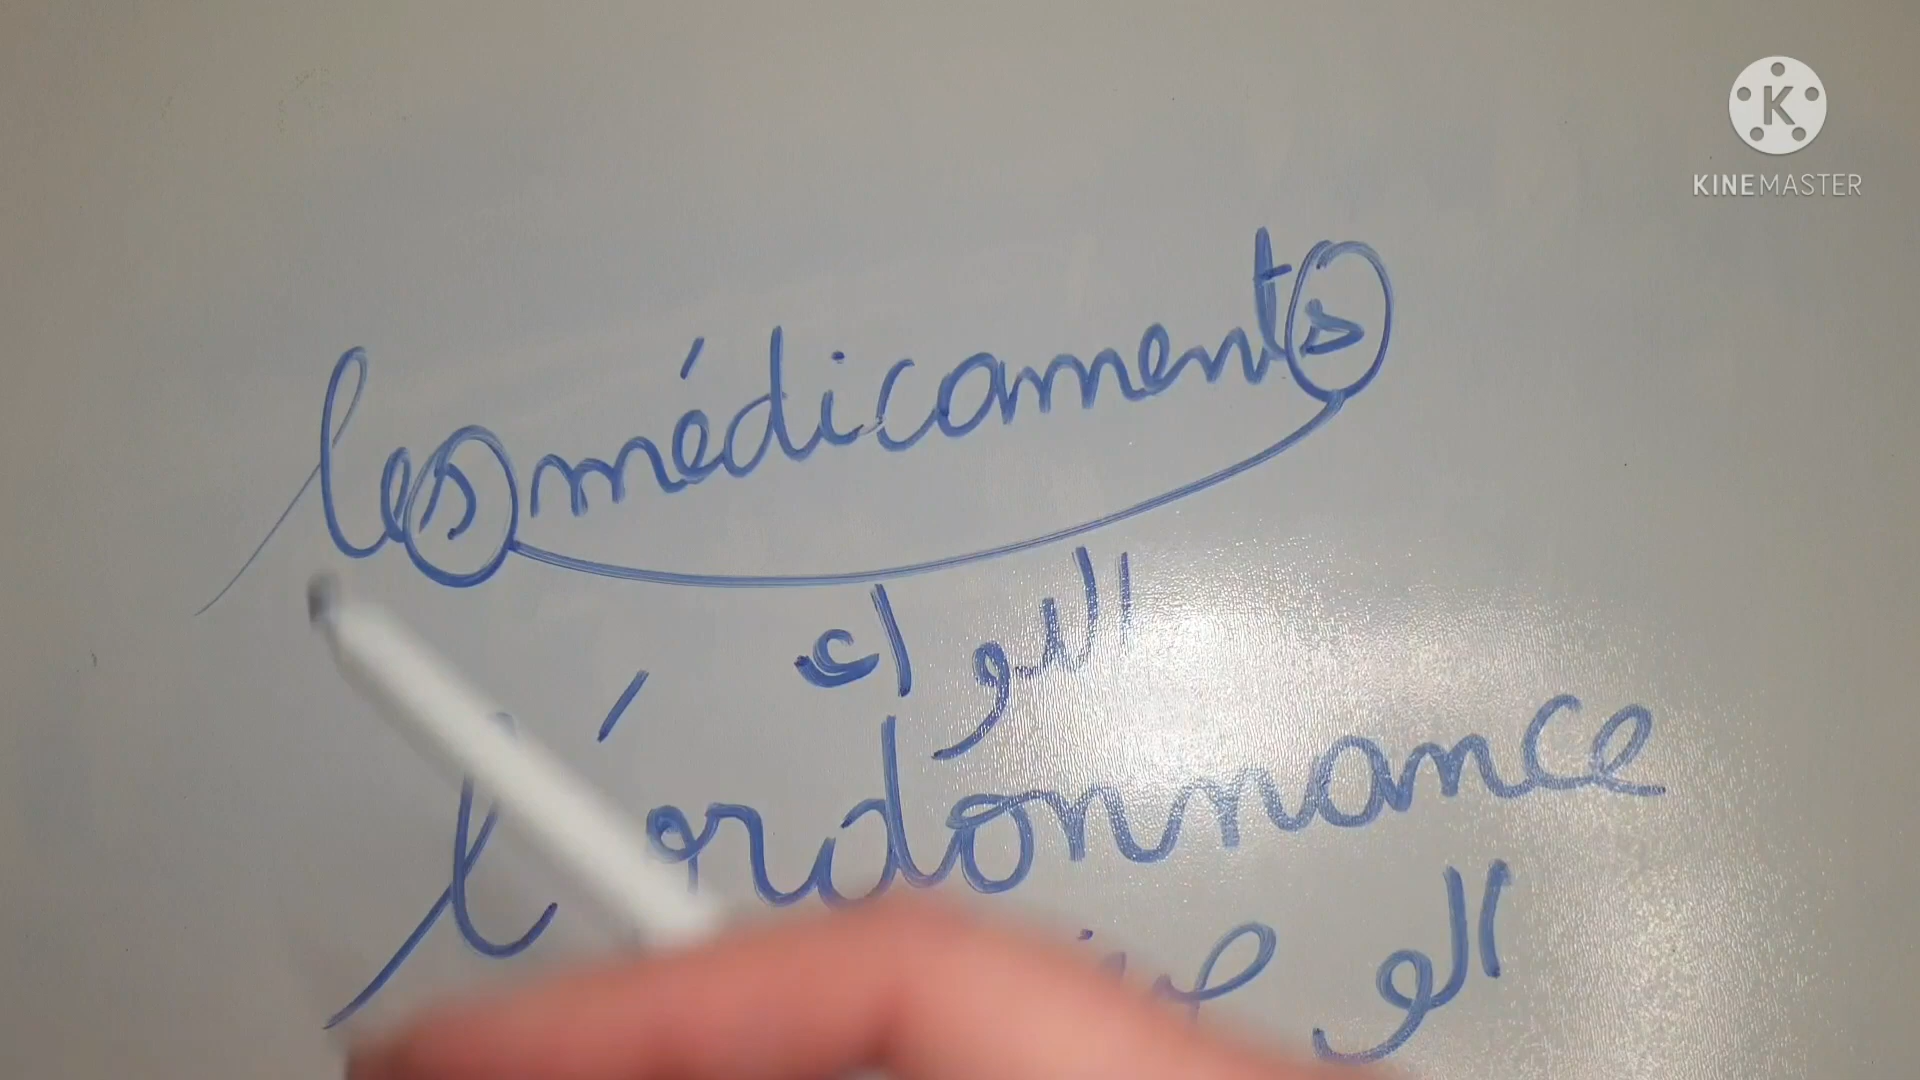 KINEMASTER
les médicaments
الدواء
l'ordonnance